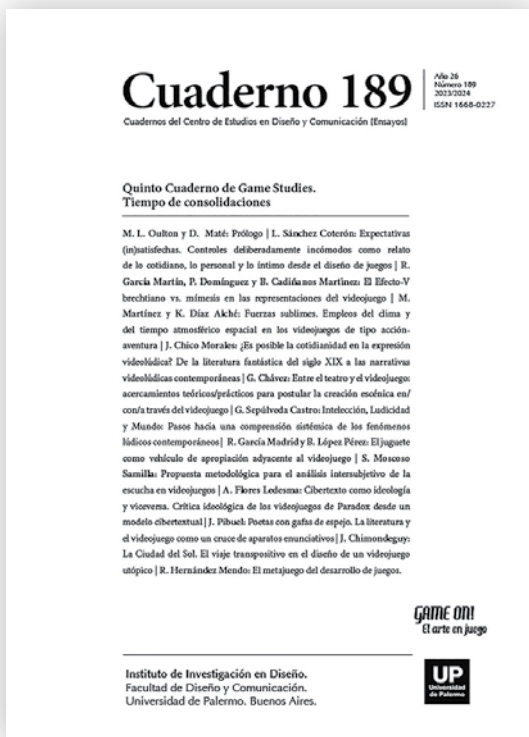 Cuaderno 189
Año 26
Número 189
2023/2024
ISSN 1668-0227
Cuadernos del Centro de Estudios en Diseño y Comunicación [Ensayos]
Quinto Cuaderno de Game Studies.
Tiempo de consolidaciones
M. L. Oulton y D. Maté: Prólogo | L. Sánchez Coterón: Expectativas
(in)satisfechas. Controles deliberadamente incómodos como relato
de lo cotidiano, lo personal y lo íntimo desde el diseño de juegos | R.
García Martín, P. Domínguez y B. Cadiñanos Martínez: El Efecto-V
brechtiano vs. mímesis en las representaciones del videojuego | M.
Martínez y K. Díaz Alché: Fuerzas sublimes. Empleos del clima y
del tiempo atmosférico espacial en los videojuegos de tipo acción-
aventura | J. Chico Morales: ¿Es posible la cotidianidad en la expresión
videolúdica? De la literatura fantástica del siglo XIX a las narrativas
videolúdicas contemporáneas | G. Chávez: Entre el teatro y el videojuego:
acercamientos teóricos/prácticos para postular la creación escénica en/
con/a través del videojuego | G. Sepúlveda Castro: Intelección, Ludicidad
y Mundo: Pasos hacia una comprensión sistémica de los fenómenos
lúdicos contemporáneos | R. García Madrid y B. López Pérez: El juguete
como vehículo de apropiación adyacente al videojuego | S. Moscoso
Samilla: Propuesta metodológica para el análisis intersubjetivo de la
escucha en videojuegos | A. Flores Ledesma: Cibertexto como ideología
y viceversa. Crítica ideológica de los videojuegos de Paradox desde un
modelo cibertextual | J. Pibuel: Poetas con gafas de espejo. La literatura y
el videojuego como un cruce de aparatos enunciativos | J. Chimondeguy:
La Ciudad del Sol. El viaje transpositivo en el diseño de un videojuego
utópico | R. Hernández Mendo: El metajuego del desarrollo de juegos.
GAME ON!
El arte en juego
Instituto de Investigación en Diseño.
Facultad de Diseño y Comunicación.
Universidad de Palermo. Buenos Aires.
UP
Universidad
de Palermo